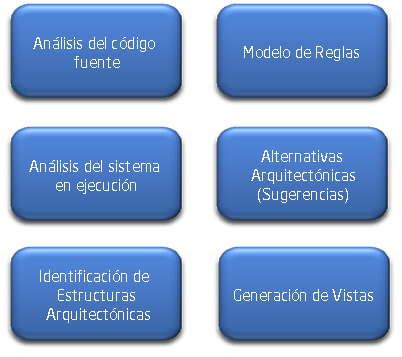 Análisis del código
fuente
Modelo de Reglas
Análisis del sistema
en ejecución
Alternativas
Arquitectónicas
(Sugerencias)
Identificación de
Estructuras
Arquitectónicas
Generación de Vistas